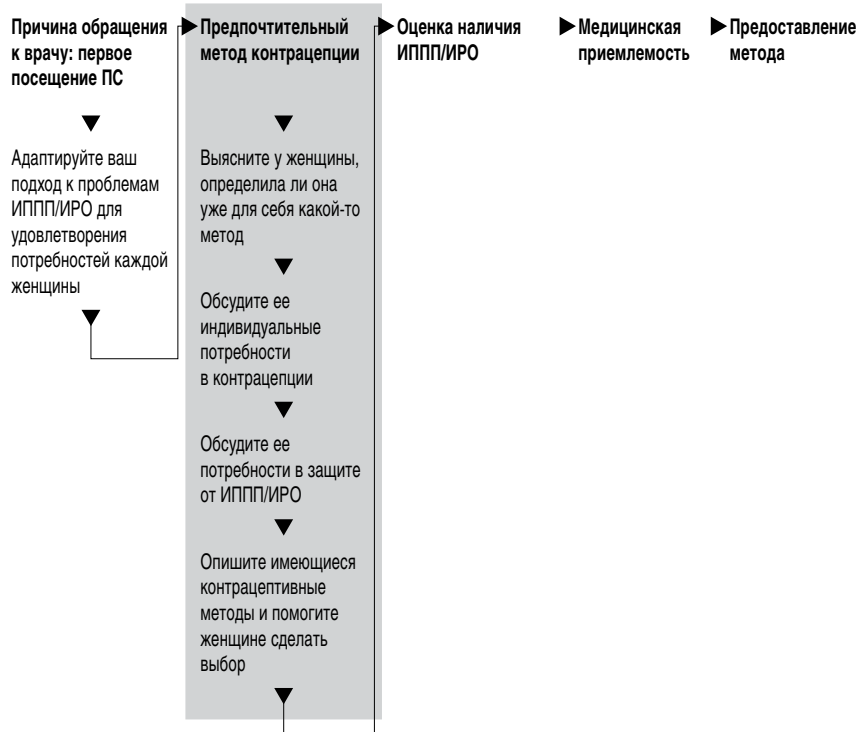 Причина обращения
к врачу: первое
посещение ПС
Адаптируйте ваш
подход к проблемам
ИППП/ИРО для
удовлетворения
потребностей каждой
женщины
Предпочтительный
метод контрацепции
Выясните у женщины,
определила ли она
уже для себя какой-то
метод
Обсудите ее
индивидуальные
потребности
в контрацепции
Обсудите ее
потребности в защите
от ИППП/ИРО
Опишите имеющиеся
контрацептивные
методы и помогите
женщине сделать
выбор
Оценка наличия
ИППП/ИРО
Медицинская
приемлемость
Предоставление
метода